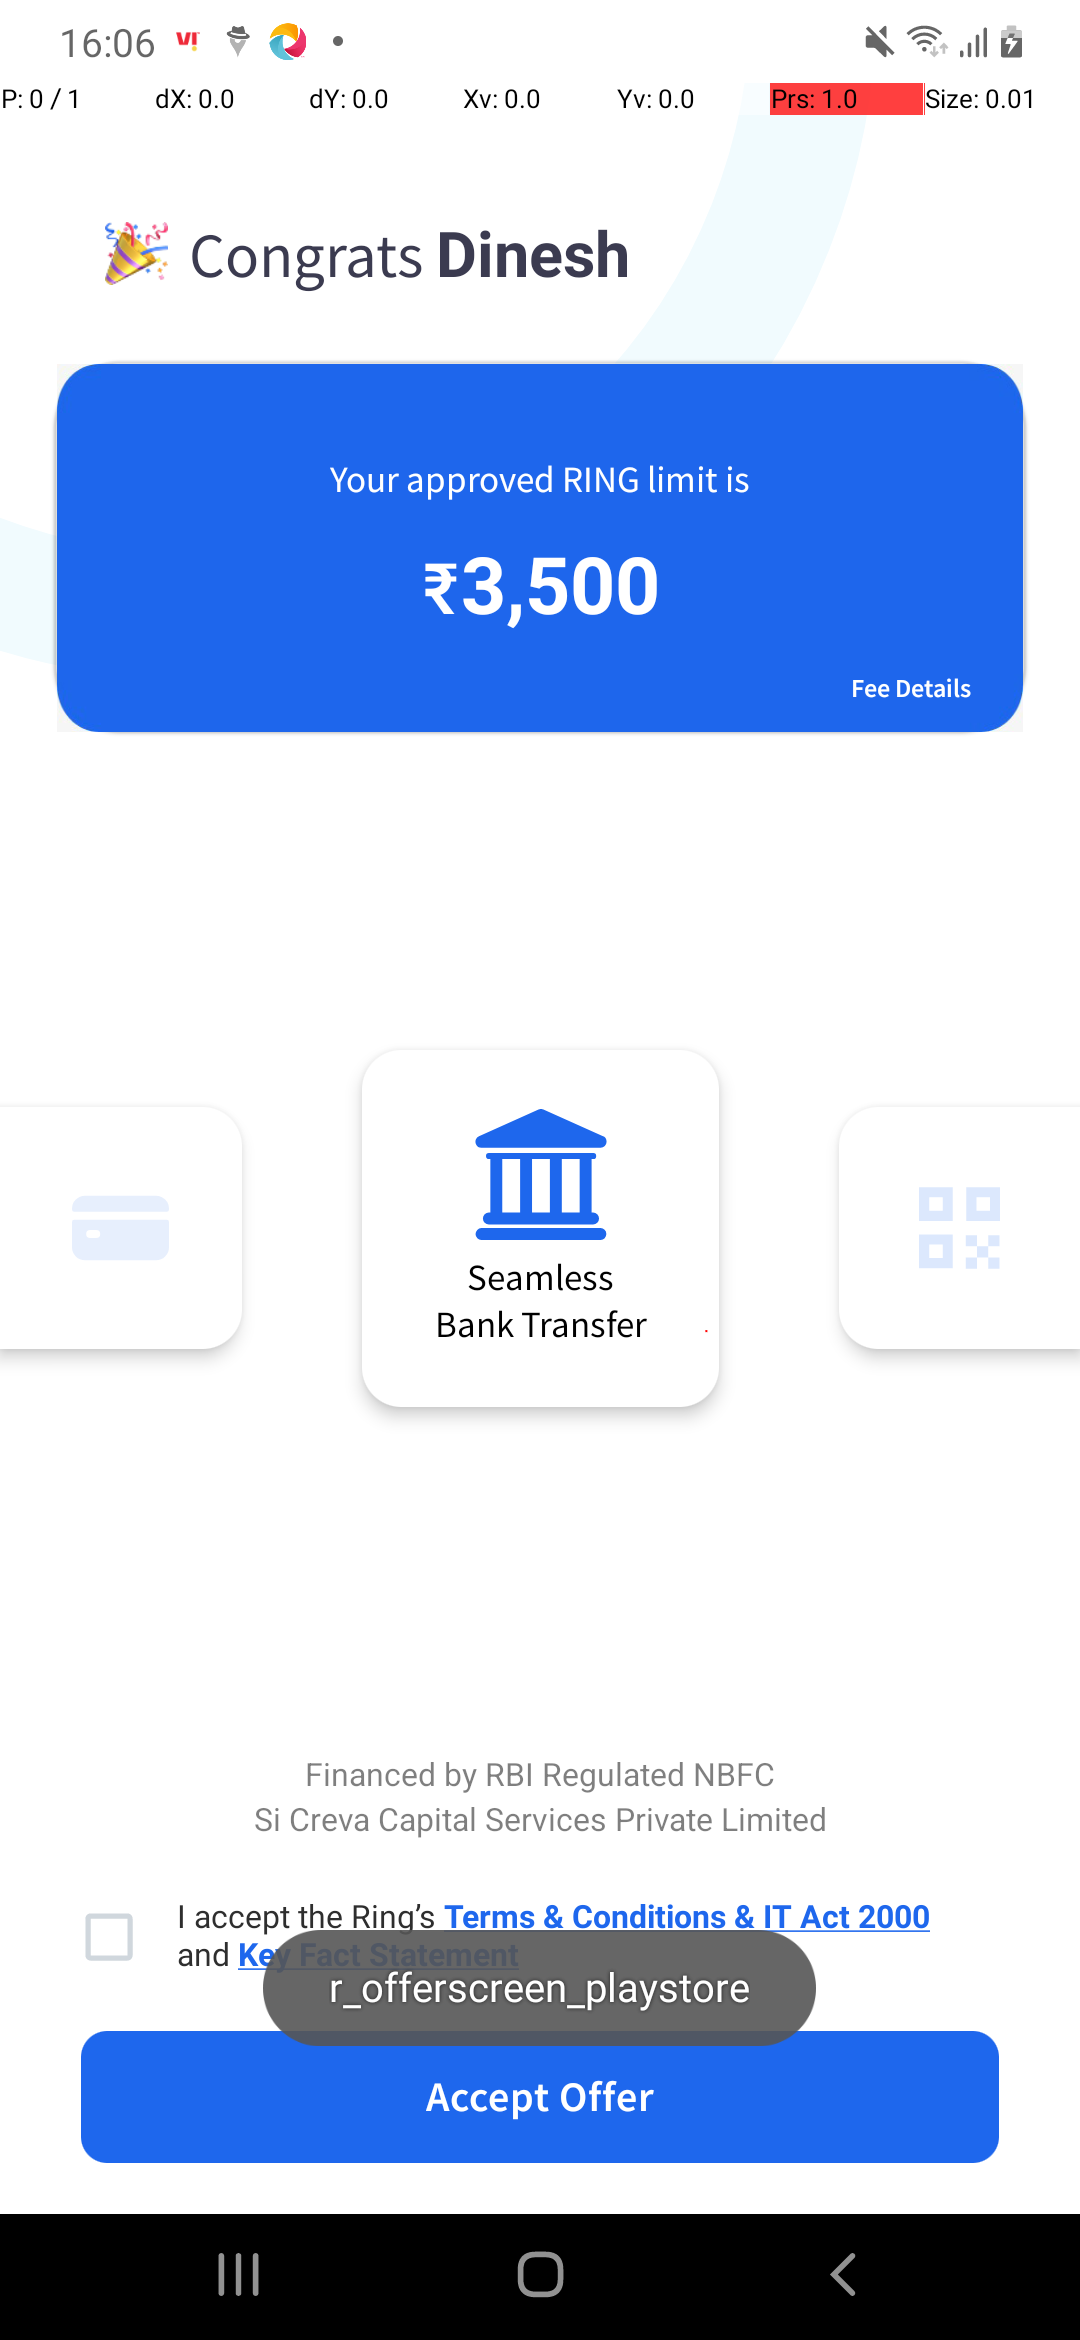 16:06
P: 0 / 1 dX: 0.0 dY: 0.0 Xv: 0.0 Yv: 0.0 Prs: 1.0 Size: 0.01
Congrats Dinesh
Your approved RING limit is
₹3,500
Fee Details
Seamless
Bank Transfer
Financed by RBI Regulated NBFC
Si Creva Capital Services Private Limited
I accept the Ring's Terms & Conditions & IT Act 2000
and Key Fact Statement
r_offerscreen_playstore
Accept Offer